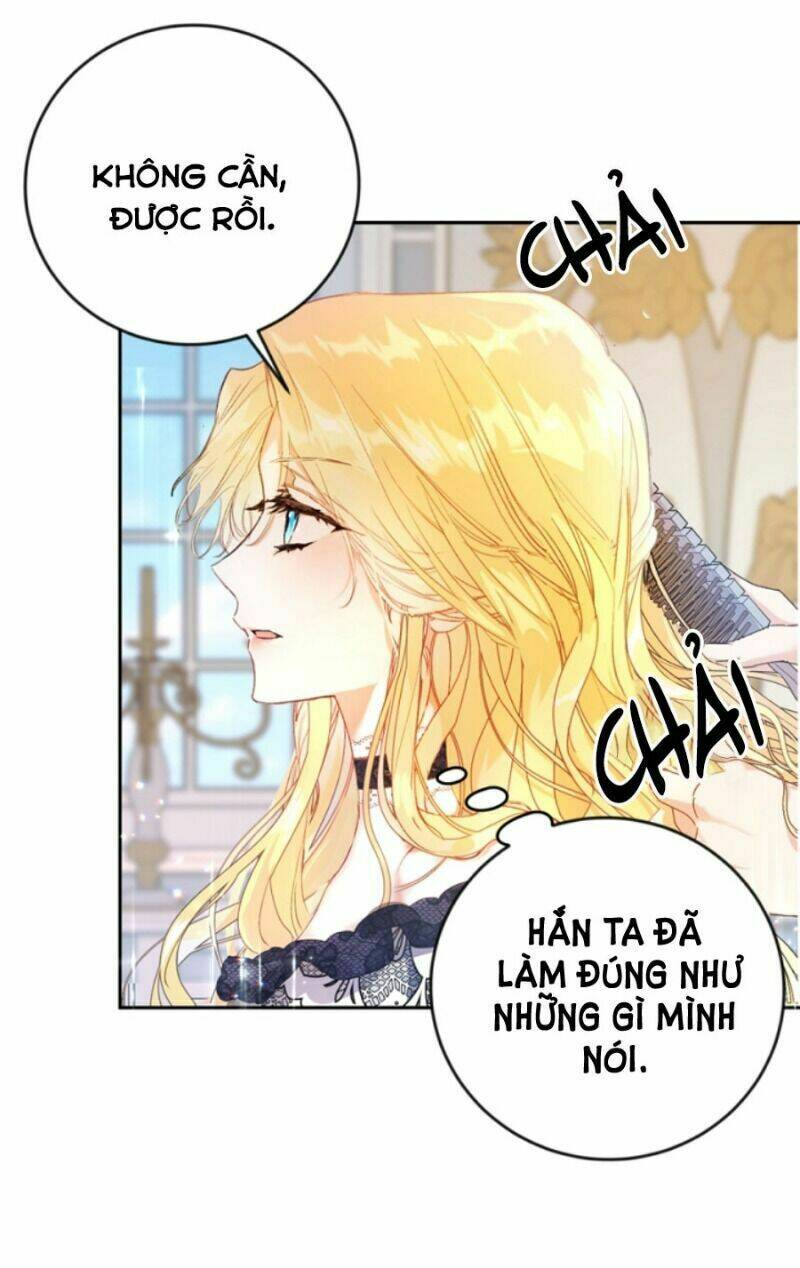 KHÔNG CẦN,
ĐƯỢC RỒI.
CHẢI
CHẢI
HẮN TA ĐÃ
LÀM ĐÚNG NHƯ
NHỮNG GÌ MÌNH
NÓI.